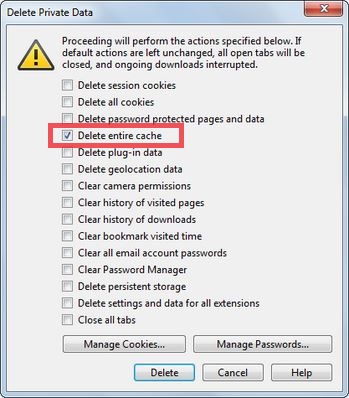 Delete Private Data
Proceeding will perform the actions specified below. If
default actions are left unchanged, all open tabs will be
closed, and ongoing downloads interrupted.
Delete session cookies
Delete all cookies
Delete password protected pages and data
Delete entire cache
Delete plug-in data
Delete geolocation data
Clear camera permissions
Clear history of visited pages
Clear history of downloads
Clear bookmark visited time
Clear all email account passwords
Clear Password Manager
Delete persistent storage
Delete settings and data for all extensions
Close all tabs
Manage Cookies... Manage Passwords...
Delete Cancel Help